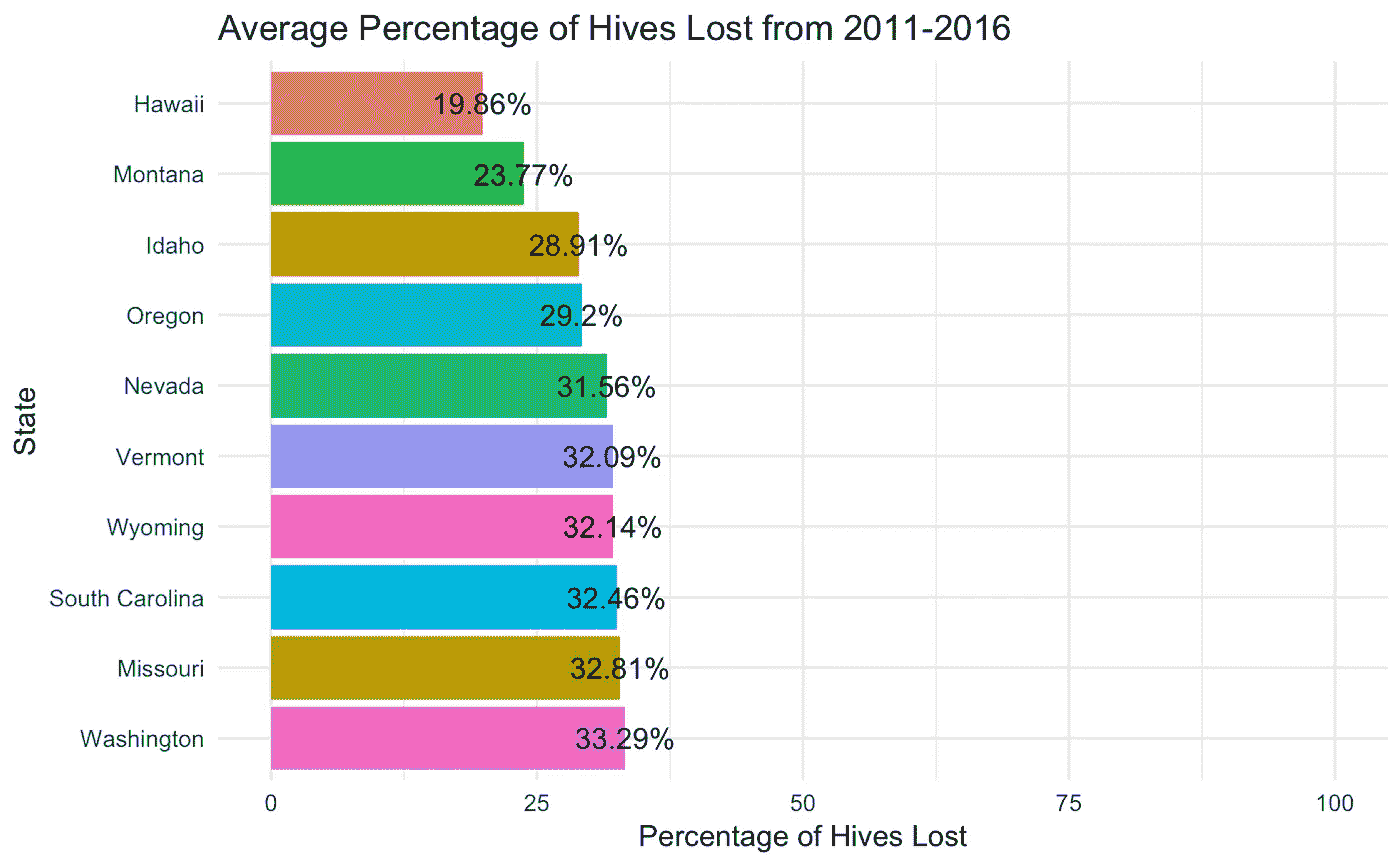 Average Percentage of Hives Lost from 2011-2016
Hawaii 19.86%
Montana 23.77%
Idaho 28.91%
Oregon 29.2%
Nevada 31.56%
Vermont 32.09%
Wyoming 32.14%
South Carolina 32.46%
Missouri 32.81%
Washington 33.29%
State
0 25 50 75 100
Percentage of Hives Lost